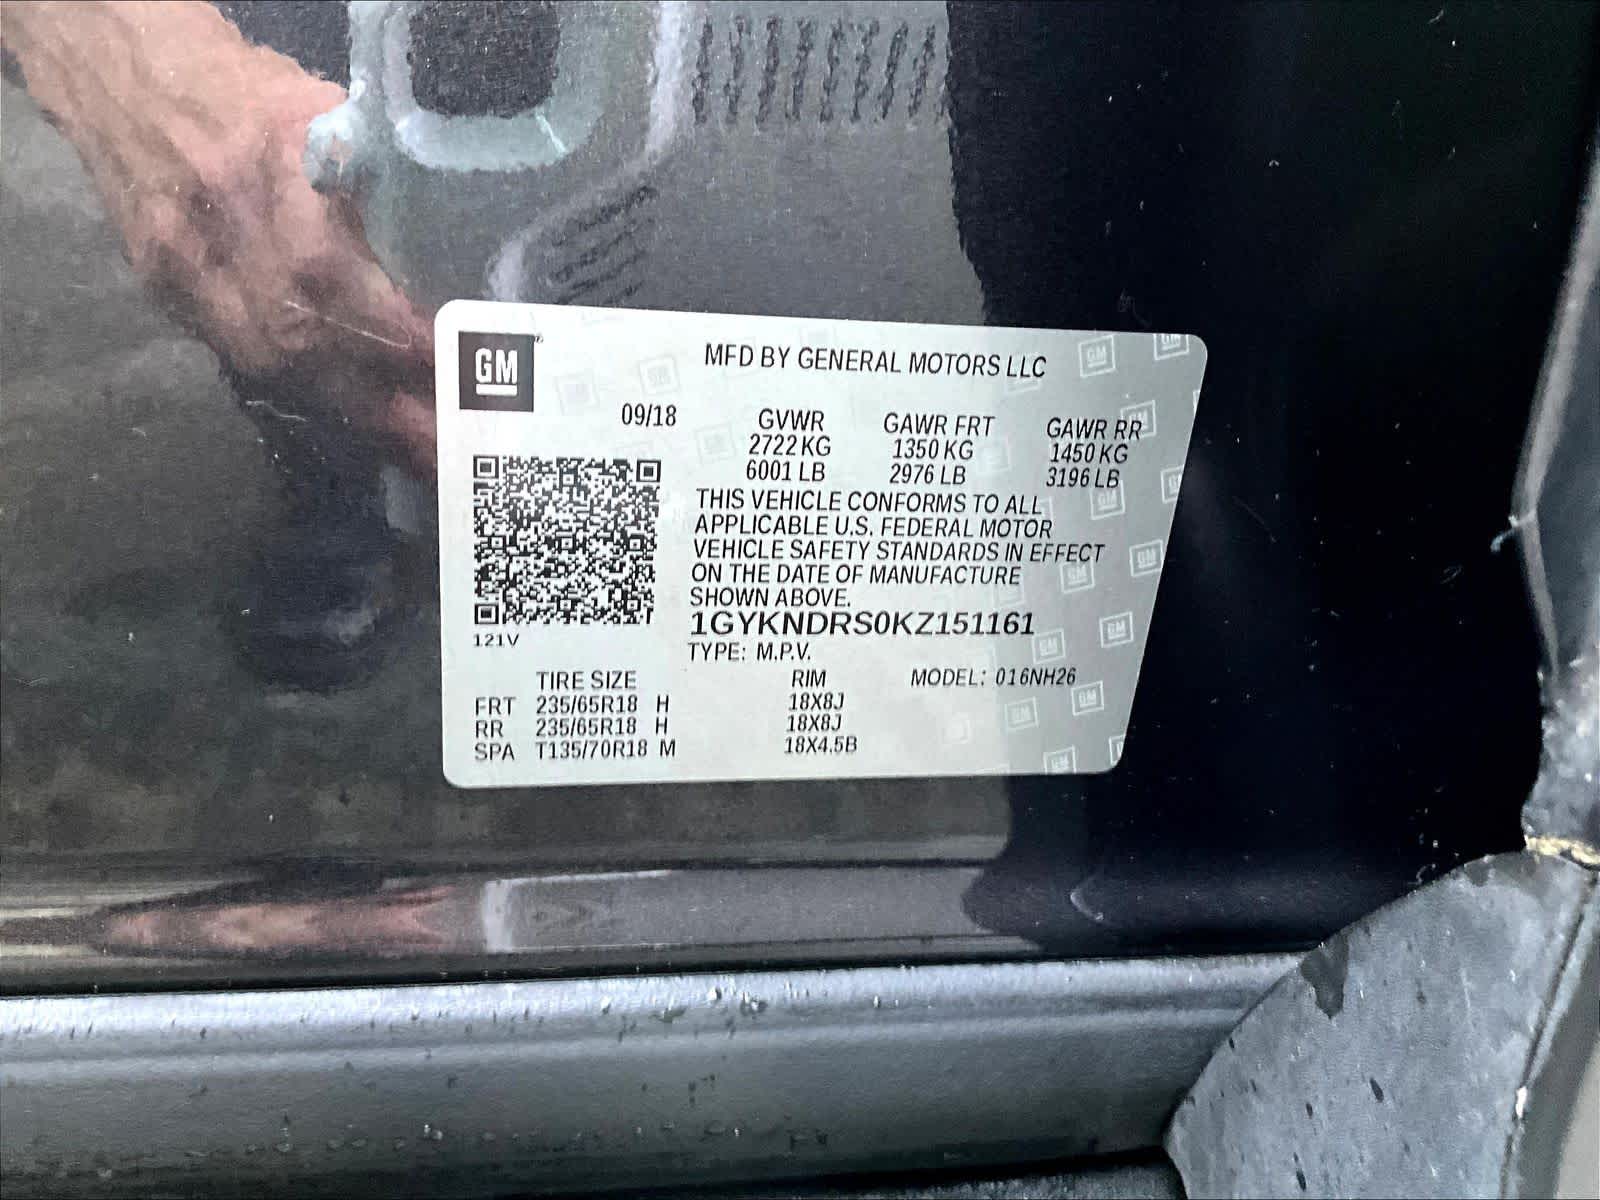 GM
MFD BY GENERAL MOTORS LLC
09/18 GVWR GAWR FRT GAWR RR
2722 KG 1350 KG 1450 KG
6001 LB 2976 LB 3196 LB
THIS VEHICLE CONFORMS TO ALL
APPLICABLE U.S. FEDERAL MOTOR
VEHICLE SAFETY STANDARDS IN EFFECT
ON THE DATE OF MANUFACTURE
SHOWN ABOVE.
1GYKNDRS0KZ151161
121V
TYPE: M.P.V.
TIRE SIZE RIM MODEL: 016NH26
FRT 235/65R18 H 18X8J
RR 235/65R18 H 18X8J
SPA T135/70R18 M 18X4.5B